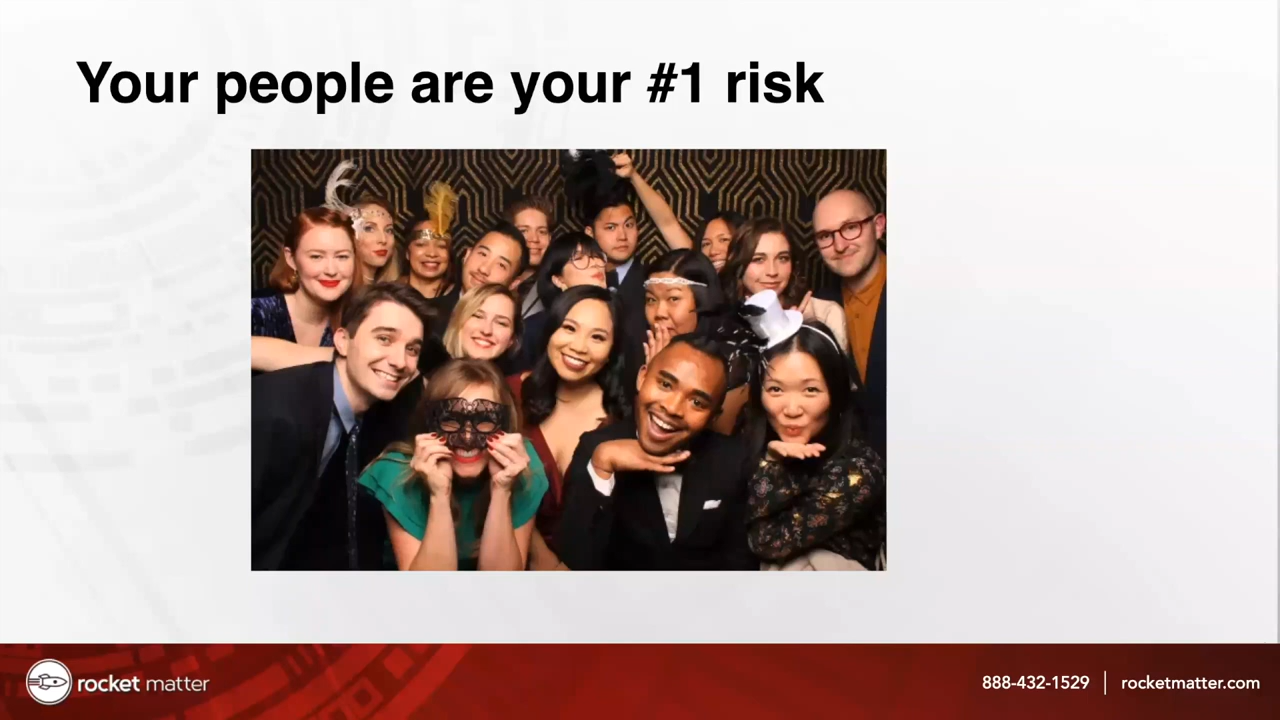 Your people are your #1 risk
rocket matter
888-432-1529 | rocketmatter.com